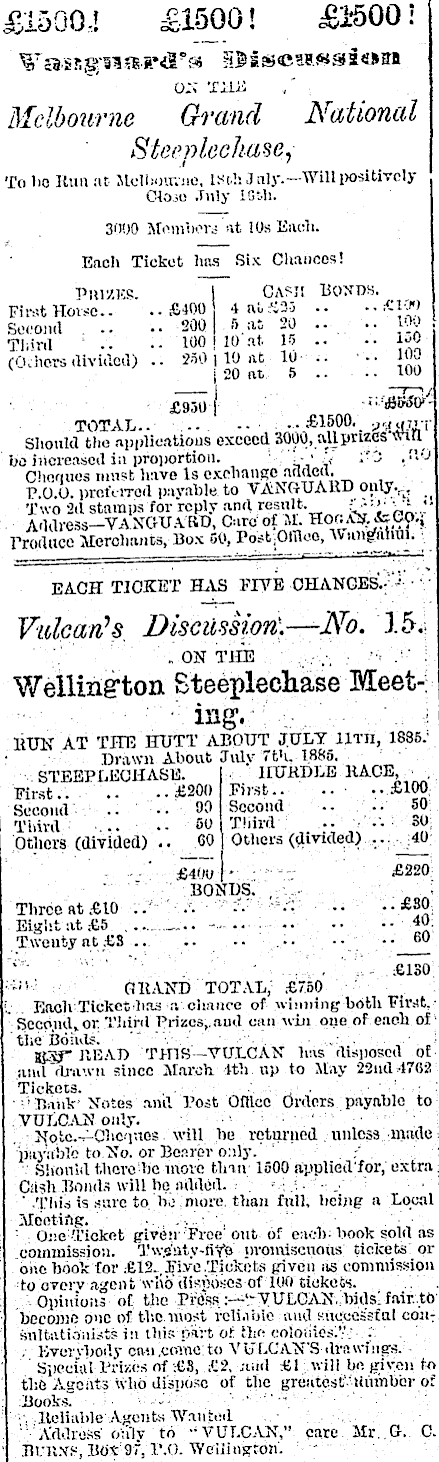 £1500! £1500! £1500!
Vanguard's Discussion
ON THE
Melbourne Grand National
Steeplechase,
To be Run at Melbourne, 18th July.—Will positively
Close July 16th.
3000 Members at 10s Each.
Each Ticket has Six Chances!
PRIZES. CASH BONDS.
First Horse.. .. £400 4 at £25 .. .. £100
Second .. .. 200 5 at 20 .. .. 100
Third .. .. 100 10 at 15 .. .. 150
(Others divided) .. 250 10 at 10 .. .. 100
20 at 5 .. .. 100
£950 £550
TOTAL.. .. .. .. .. £1500.
Should the applications exceed 3000, all prizes will
be increased in proportion.
Cheques must have 1s exchange added.
P.O.O. preferred payable to VANGUARD only.
Two 2d stamps for reply and result.
Address—VANGUARD, Care of M. HOGAN, & CO.,
Produce Merchants, Box 50, Post Office, Wanganui.
EACH TICKET HAS FIVE CHANCES.
Vulcan's Discussion.—No. 15.
ON THE
Wellington Steeplechase Meet-
ing.
RUN AT THE HUTT ABOUT JULY 11TH, 1885.
Drawn About July 7th, 1885.
STEEPLECHASE. HURDLE RACE,
First.. .. .. £200 First.. .. .. £100
Second .. .. 90 Second .. .. 50
Third .. .. 50 Third .. .. 30
Others (divided) .. 60 Others (divided) .. 40
£400 £220
BONDS.
Three at £10 .. .. .. .. .. £30
Eight at £5 .. .. .. .. .. 40
Twenty at £3 .. .. .. .. .. 60
£130
GRAND TOTAL, £750
Each Ticket has a chance of winning both First,
Second, or Third Prizes, and can win one of each of
the Bonds.
READ THIS—VULCAN has disposed of
and drawn since March 4th up to May 22nd 4762
Tickets.
Bank Notes and Post Office Orders payable to
VULCAN only.
Note.—Cheques will be returned unless made
payable to No. or Bearer only.
Should there be more than 1500 applied for, extra
Cash Bonds will be added.
This is sure to be more than full, being a Local
Meeting.
One Ticket given Free out of each book sold as
commission. Twenty-five promiscuous tickets or
one book for £12. Five Tickets given as commission
to every agent who disposes of 100 tickets.
Opinions of the Press:—"VULCAN bids fair to
become one of the most reliable and successful con-
sultationists in this part of the colonies."
Everybody can come to VULCAN'S drawings.
Special Prizes of £3, £2, and £1 will be given to
the Agents who dispose of the greatest number of
Books.
Reliable Agents Wanted
Address only to "VULCAN," care Mr G. C.
BURNS, Box 97, P.O. Wellington.